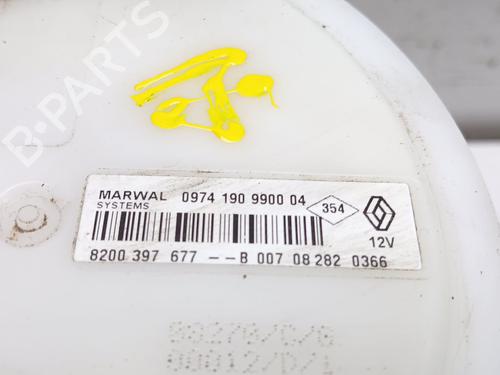 B-PARTS
MARWAL 0974 190 9900 04 354
SYSTEMS
12V
8200 397 677 --B 007 08 282 0366